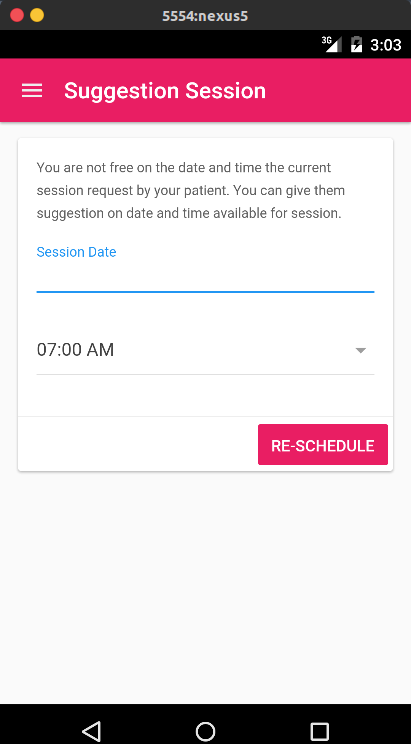 5554:nexus5
3G 3:03
Suggestion Session
You are not free on the date and time the current
session request by your patient. You can give them
suggestion on date and time available for session.
Session Date
07:00 AM
RE-SCHEDULE